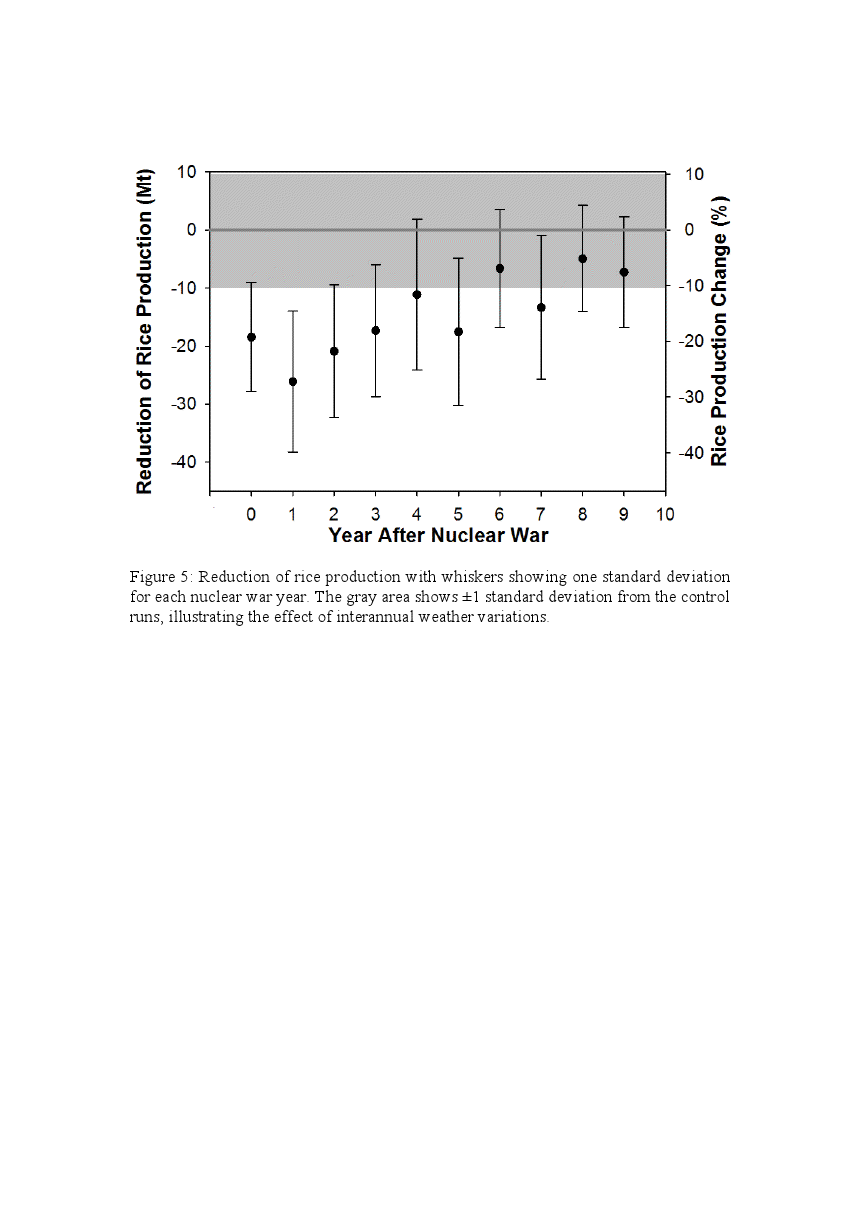 Reduction of Rice Production (Mt)
10
0
-10
-20
-30
-40
10
0
-10
-20
-30
-40
Rice Production Change (%)
0 1 2 3 4 5 6 7 8 9 10
Year After Nuclear War
Figure 5: Reduction of rice production with whiskers showing one standard deviation
for each nuclear war year. The gray area shows ±1 standard deviation from the control
runs, illustrating the effect of interannual weather variations.